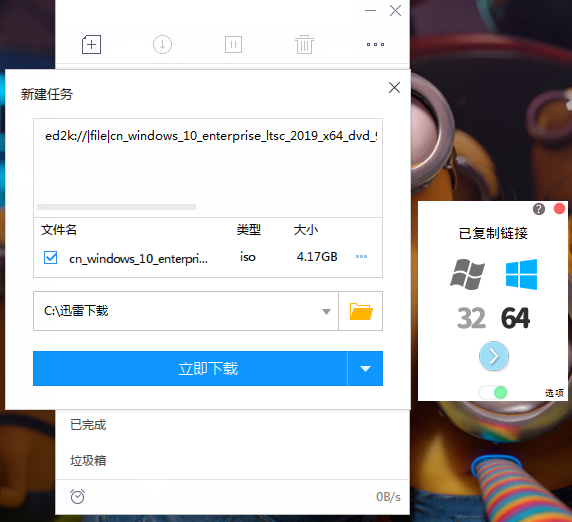 新建任务
ed2k://|file|cn_windows_10_enterprise_ltsc_2019_x64_dvd_9
文件名 类型 大小
cn_windows_10_enterpri... iso 4.17GB
C:\迅雷下载
立即下载
已完成
垃圾箱
0B/s
?
已复制链接
32 64
选项